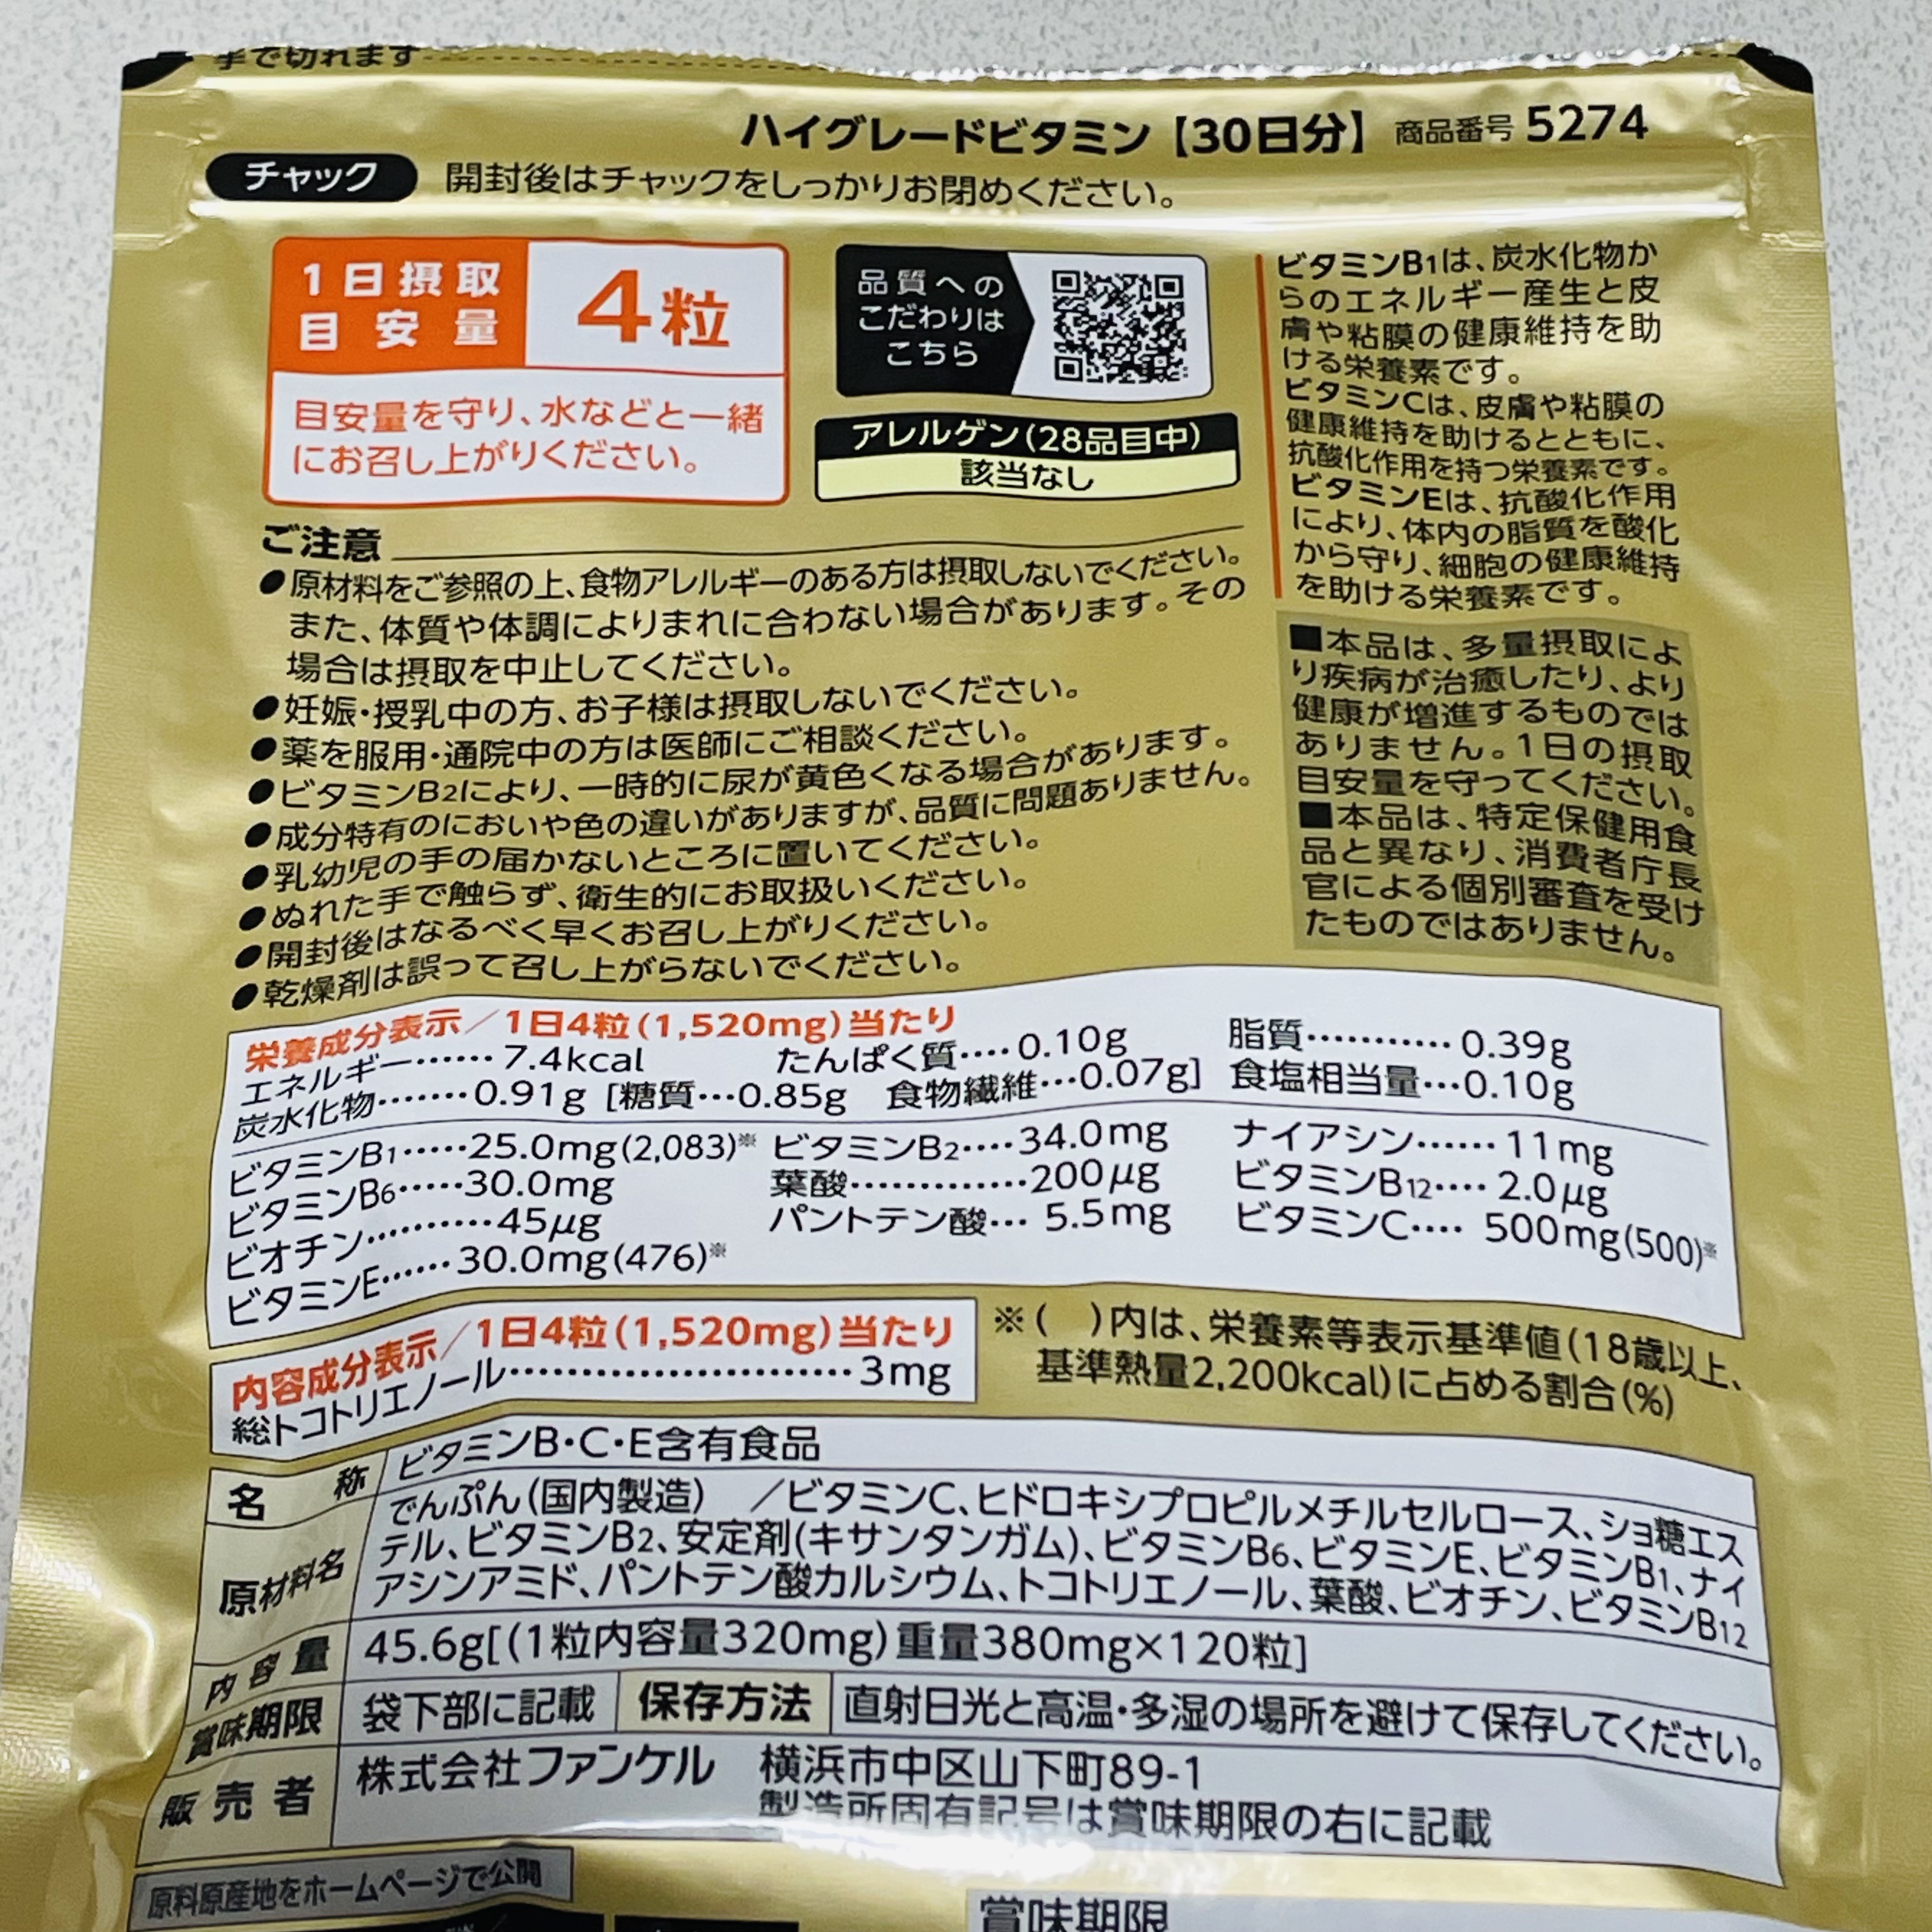 手で切れます
ハイグレードビタミン【30日分】 商品番号 5274
チャック 開封後はチャックをしっかりお閉めください。
1日摂取
目安量
4粒
目安量を守り、水などと一緒
にお召し上がりください。
品質への
こだわりは
こちら
アレルゲン(28品目中)
該当なし
ビタミンB1は、炭水化物か
らのエネルギー産生と皮
膚や粘膜の健康維持を助
ける栄養素です。
ビタミンCは、皮膚や粘膜の
健康維持を助けるとともに、
抗酸化作用を持つ栄養素です。
ビタミンEは、抗酸化作用
により、体内の脂質を酸化
から守り、細胞の健康維持
を助ける栄養素です。
■本品は、多量摂取によ
り疾病が治癒したり、より
健康が増進するものでは
ありません。1日の摂取
目安量を守ってください。
■本品は、特定保健用食
品と異なり、消費者庁長
官による個別審査を受け
たものではありません。
ご注意
●原材料をご参照の上、食物アレルギーのある方は摂取しないでください。
また、体質や体調によりまれに合わない場合があります。その
場合は摂取を中止してください。
●妊娠・授乳中の方、お子様は摂取しないでください。
●薬を服用・通院中の方は医師にご相談ください。
●ビタミンB2により、一時的に尿が黄色くなる場合があります。
●成分特有のにおいや色の違いがありますが、品質に問題ありません。
●乳幼児の手の届かないところに置いてください。
●ぬれた手で触らず、衛生的にお取扱いください。
●開封後はなるべく早くお召し上がりください。
●乾燥剤は誤って召し上がらないでください。
栄養成分表示／1日4粒(1,520mg)当たり
エネルギー……7.4kcal たんぱく質…・0.10g 脂質…………0.39g
炭水化物……・0.91g [糖質…0.85g 食物繊維…0.07g] 食塩相当量…0.10g
ビタミンB1……25.0mg(2,083)※ ビタミンB2…・34.0mg ナイアシン……11mg
ビタミンB6……30.0mg 葉酸…………200μg ビタミンB12…・2.0μg
ビオチン………45μg パントテン酸…5.5mg ビタミンC…・500mg(500)※
ビタミンE……・30.0mg(476)※
内容成分表示／1日4粒(1,520mg)当たり
総トコトリエノール……………………3mg
※( )内は、栄養素等表示基準値(18歳以上、
基準熱量2,200kcal)に占める割合(%)
名称 ビタミンB・C・E含有食品
原材料名 でんぷん(国内製造) ／ビタミンC、ヒドロキシプロピルメチルセルロース、ショ糖エス
テル、ビタミンB2、安定剤(キサンタンガム)、ビタミンB6、ビタミンE、ビタミンB1、ナイ
アシンアミド、パントテン酸カルシウム、トコトリエノール、葉酸、ビオチン、ビタミンB12
内容量 45.6g[(1粒内容量320mg)重量380mg×120粒]
賞味期限 袋下部に記載 保存方法 直射日光と高温・多湿の場所を避けて保存してください。
販売者 株式会社ファンケル 横浜市中区山下町89-1
製造所固有記号は賞味期限の右に記載
原料原産地をホームページで公開
賞味期限